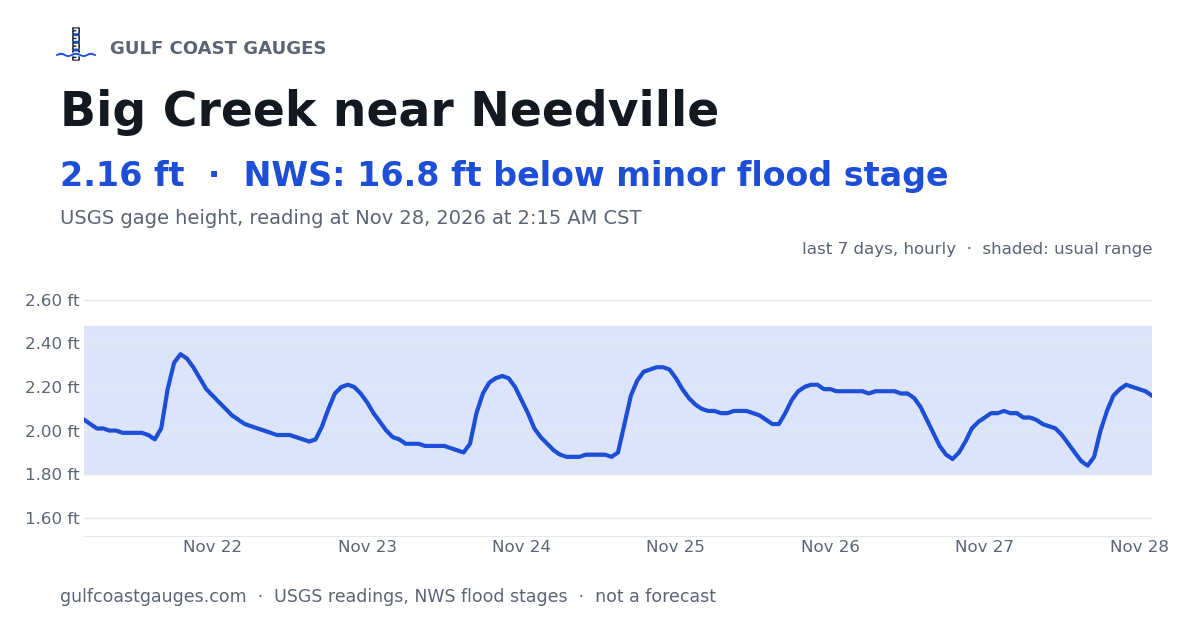 GULF COAST GAUGES
Big Creek near Needville
2.16 ft · NWS: 16.8 ft below minor flood stage
USGS gage height, reading at Nov 28, 2026 at 2:15 AM CST
last 7 days, hourly · shaded: usual range
2.60 ft
2.40 ft
2.20 ft
2.00 ft
1.80 ft
1.60 ft
Nov 22 Nov 23 Nov 24 Nov 25 Nov 26 Nov 27 Nov 28
gulfcoastgauges.com · USGS readings, NWS flood stages · not a forecast